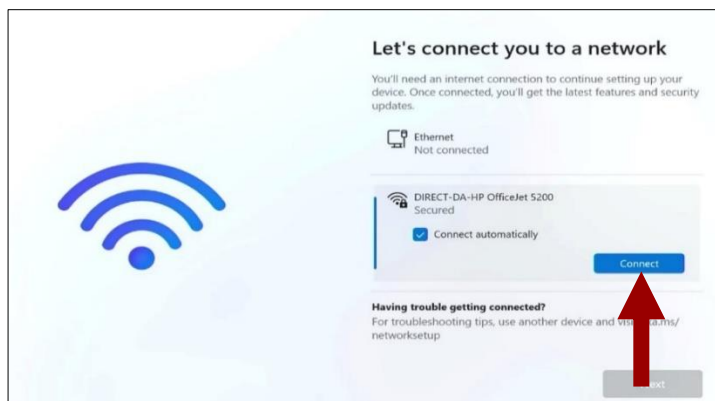 Let's connect you to a network
You'll need an internet connection to continue setting up your
device. Once connected, you'll get the latest features and security
updates.
Ethernet
Not connected
DIRECT-DA-HP OfficeJet 5200
Secured
Connect automatically
Connect
Having trouble getting connected?
For troubleshooting tips, use another device and
networksetup